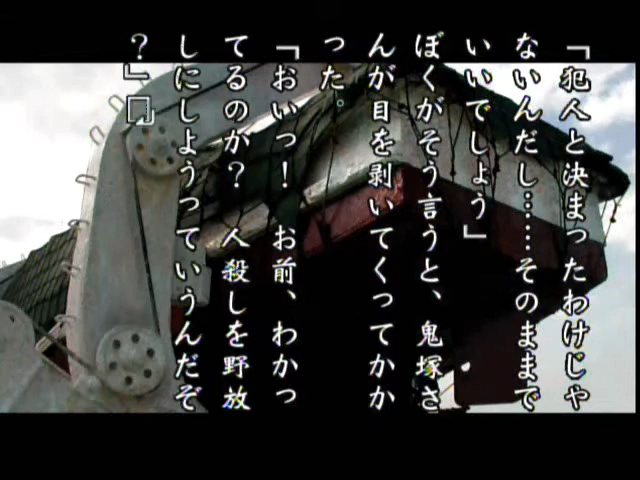 「犯人と決まったわけじゃ
ないんだし……そのままで
いいでしょう」
ぼくがそう言うと、鬼塚さ
んが目を剥いてくってかか
った。
「おいっ！　お前、わかっ
てるのか？　人殺しを野放
しにしようっていうんだぞ
？』